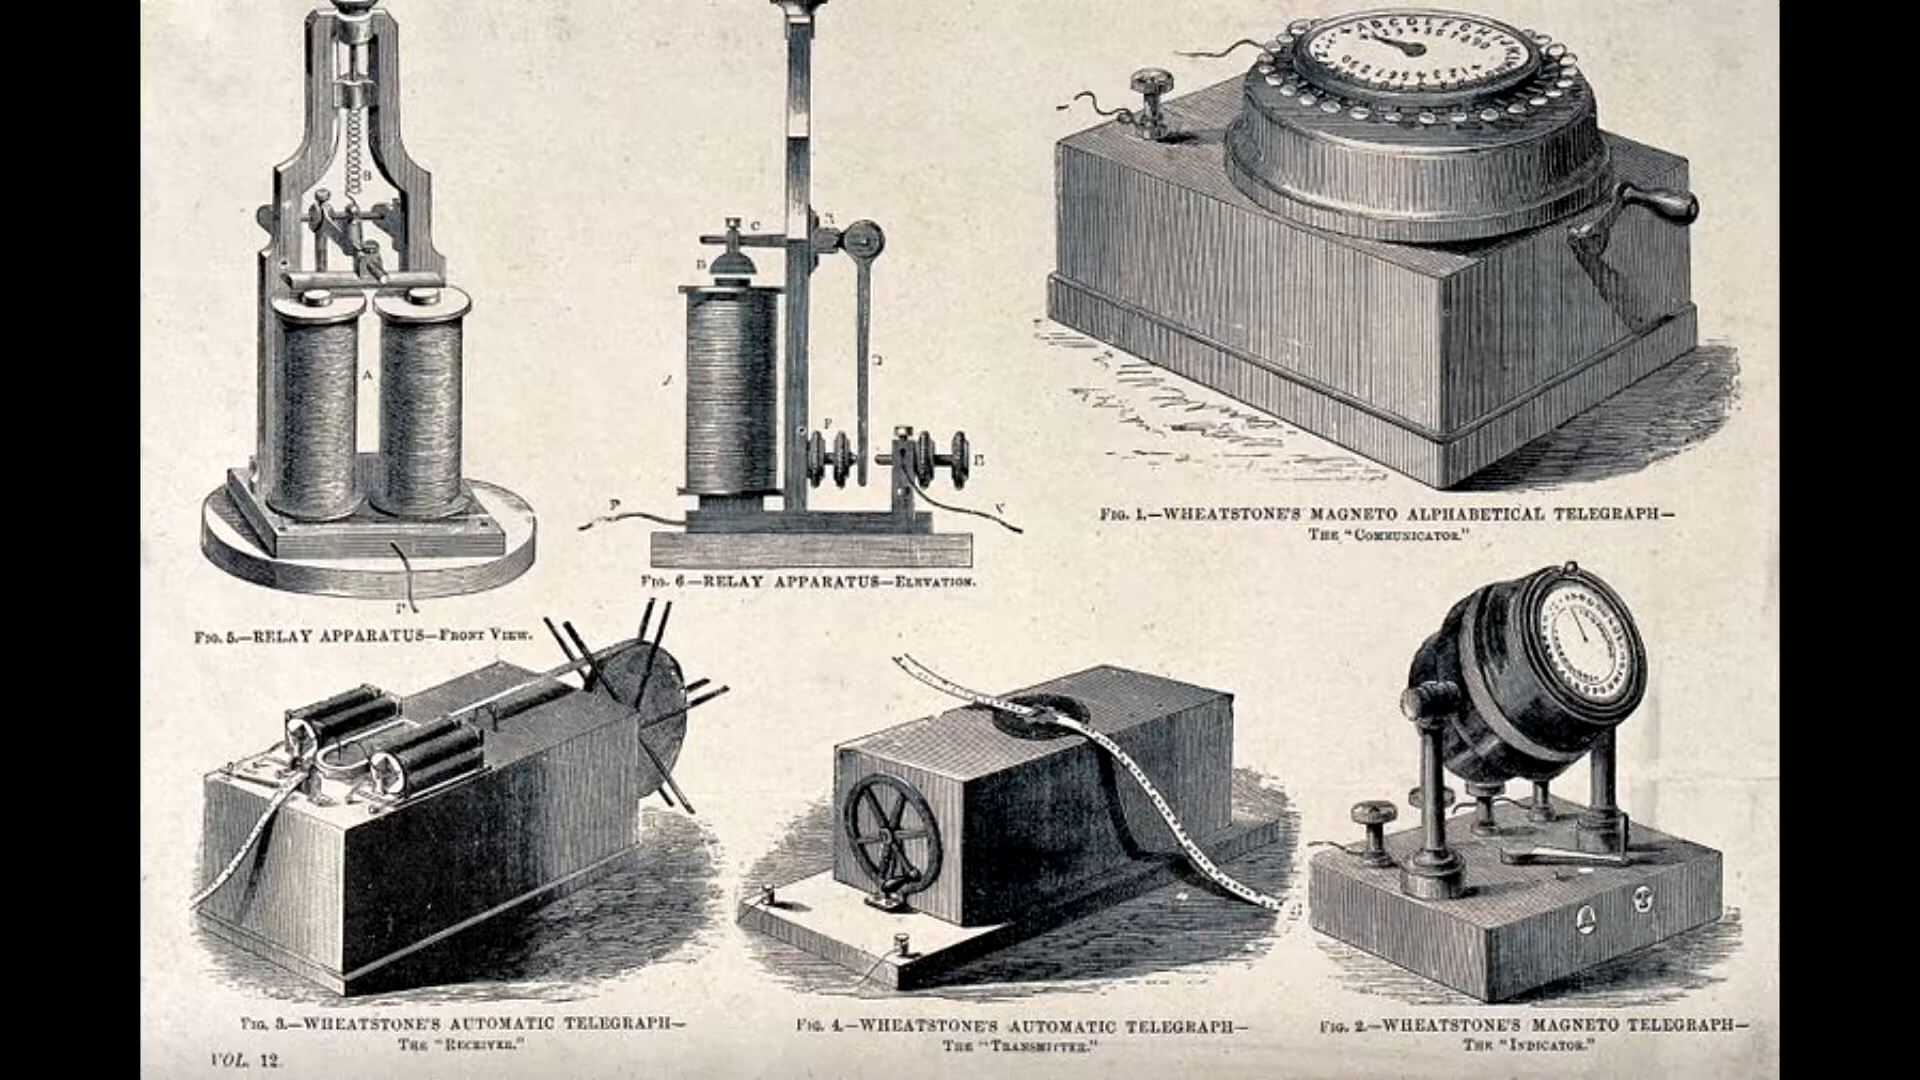 B
A
P
C
B
A
F
P
FIG. 1.—WHEATSTONE'S MAGNETO ALPHABETICAL TELEGRAPH—
THE "COMMUNICATOR."
FIG. 6.—RELAY APPARATUS—ELEVATION.
FIG. 5.—RELAY APPARATUS—FRONT VIEW.
FIG. 3.—WHEATSTONE'S AUTOMATIC TELEGRAPH—
THE "RECEIVER."
FIG. 4.—WHEATSTONE'S AUTOMATIC TELEGRAPH—
THE "TRANSMITTER."
FIG. 2.—WHEATSTONE'S MAGNETO TELEGRAPH—
THE "INDICATOR."
VOL. 12.